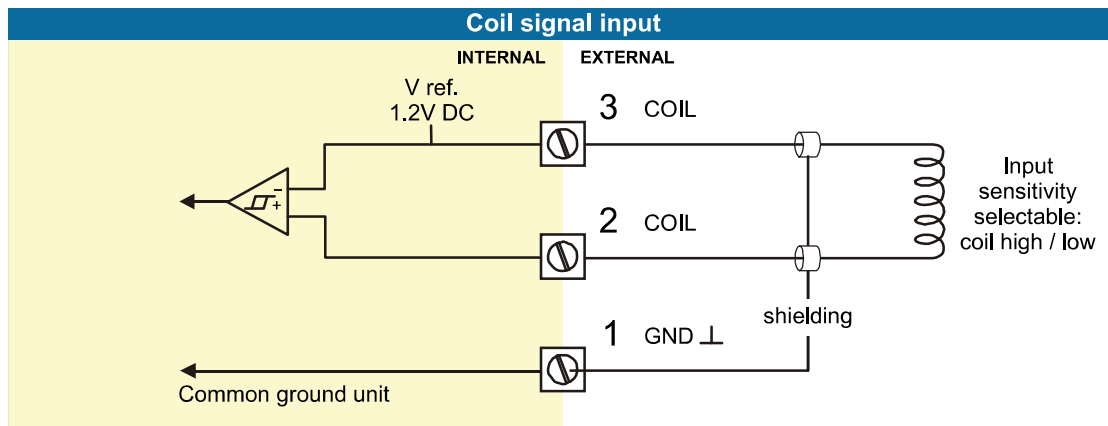 Coil signal input
INTERNAL
EXTERNAL
V ref.
1.2V DC
3 COIL
2 COIL
1 GND ⊥
Input
sensitivity
selectable:
coil high / low
shielding
Common ground unit
- 
+